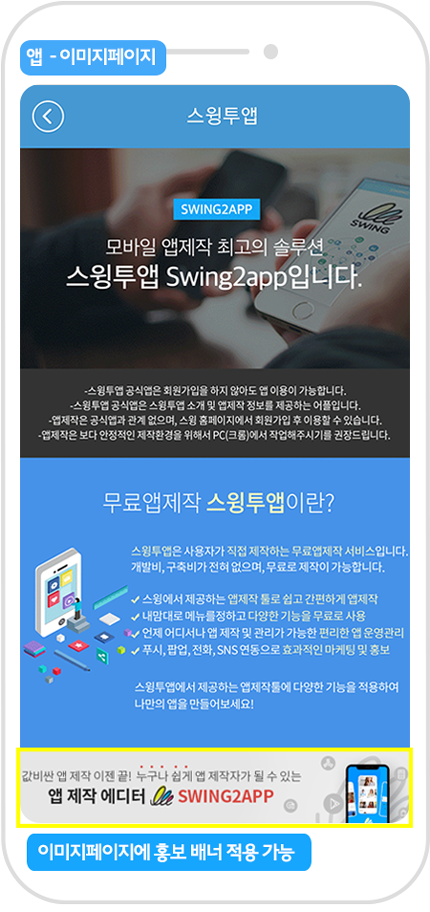 앱 - 이미지페이지
스윙투앱
SWING
SWING2APP
모바일 앱제작 최고의 솔루션
스윙투앱 Swing2app입니다.
-스윙투앱 공식앱은 회원가입을 하지 않아도 앱 이용이 가능합니다.
-스윙투앱 공식앱은 스윙투앱 소개 및 앱제작 정보를 제공하는 어플입니다.
-앱제작은 공식앱과 관계 없으며, 스윙 홈페이지에서 회원가입 후 이용할 수 있습니다.
-앱제작은 보다 안정적인 제작환경을 위해서 PC(크롬)에서 작업해주시기를 권장드립니다.
무료앱제작 스윙투앱이란?
스윙투앱은 사용자가 직접 제작하는 무료앱제작 서비스입니다.
개발비, 구축비가 전혀 없으며, 무료로 제작이 가능합니다.
✓ 스윙에서 제공하는 앱제작 툴로 쉽고 간편하게 앱제작
✓ 내맘대로 메뉴를정하고 다양한 기능을 무료로 사용
✓ 언제 어디서나 앱 제작 및 관리가 가능한 편리한 앱 운영관리
✓ 푸시, 팝업, 전화, SNS 연동으로 효과적인 마케팅 및 홍보
스윙투앱에서 제공하는 앱제작툴에 다양한 기능을 적용하여
나만의 앱을 만들어보세요!
값비싼 앱 제작 이젠 끝! 누구나 쉽게 앱 제작자가 될 수 있는
앱 제작 에디터 SWING2APP
이미지페이지에 홍보 배너 적용 가능